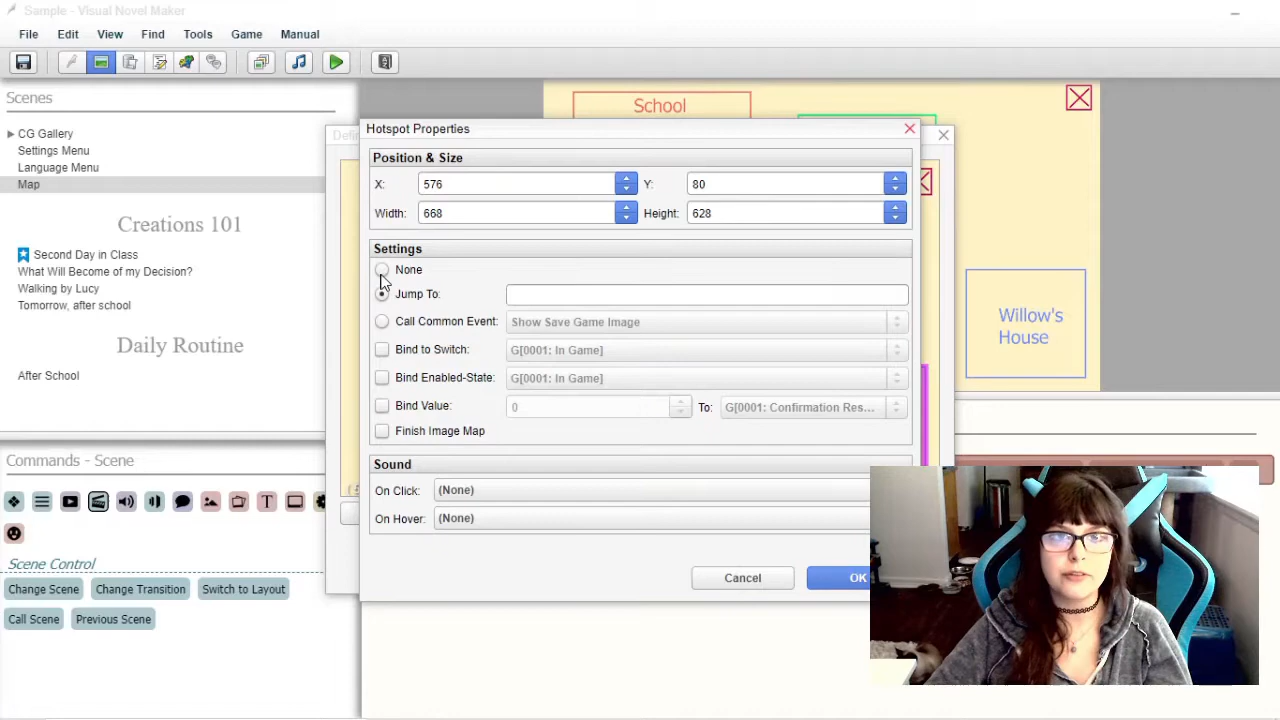 Sample - Visual Novel Maker
File Edit View Find Tools Game Manual
Scenes
CG Gallery
Settings Menu
Language Menu
Map
Creations 101
Second Day in Class
What Will Become of my Decision?
Walking by Lucy
Tomorrow, after school
Daily Routine
After School
Commands - Scene
Scene Control
Change Scene Change Transition Switch to Layout
Call Scene Previous Scene
School
Willow's
House
Hotspot Properties
Position & Size
X: 576 Y: 80
Width: 668 Height: 628
Settings
None
Jump To:
Call Common Event: Show Save Game Image
Bind to Switch: G[0001: In Game]
Bind Enabled-State: G[0001: In Game]
Bind Value: 0 To: G[0001: Confirmation Res...
Finish Image Map
Sound
On Click: (None)
On Hover: (None)
Cancel OK